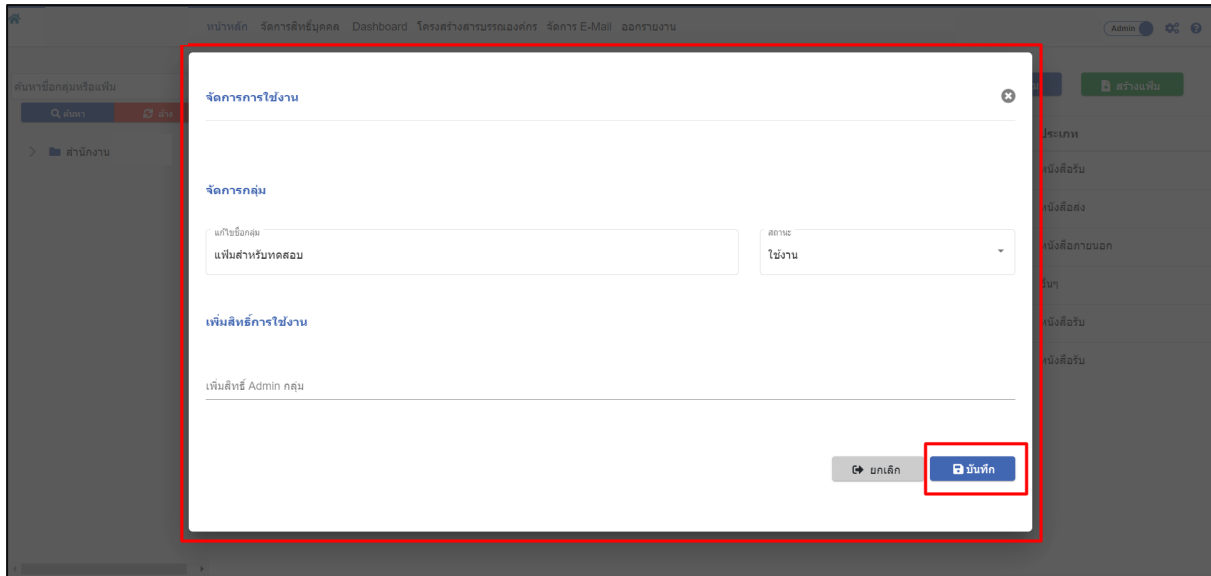 หน้าหลัก จัดการสิทธิ์บุคคล Dashboard โครงสร้างสารบรรณองค์กร จัดการ E-Mail ออกรายงาน
Admin
ค้นหาชื่อกลุ่มหรือแฟ้ม
ค้นหา
ล้าง
สำนักงาน
สร้างแฟ้ม
ประเภท
หนังสือรับ
หนังสือส่ง
หนังสือภายนอก
อื่นๆ
หนังสือรับ
หนังสือรับ
จัดการการใช้งาน
จัดการกลุ่ม
แก้ไขชื่อกลุ่ม
แฟ้มสำหรับทดสอบ
สถานะ
ใช้งาน
เพิ่มสิทธิ์การใช้งาน
เพิ่มสิทธิ์ Admin กลุ่ม
ยกเลิก
บันทึก